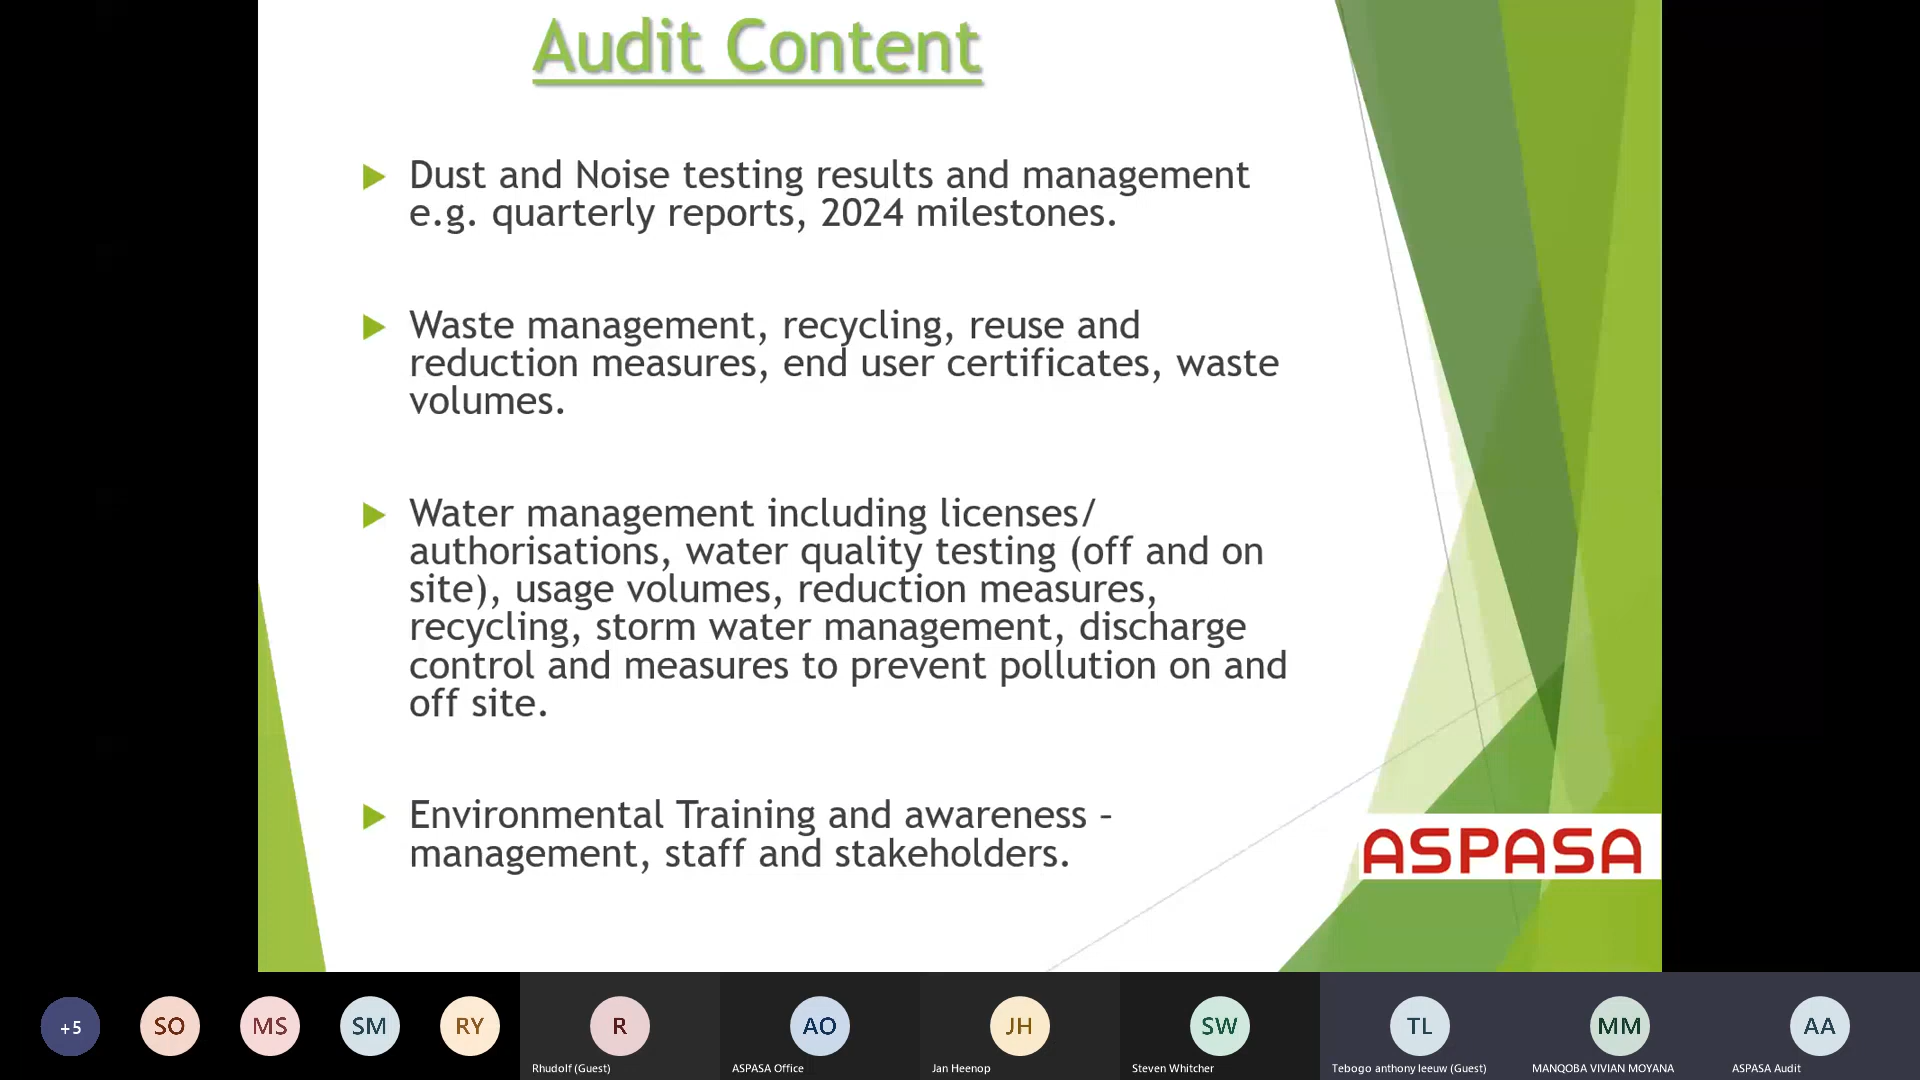 Audit Content
Dust and Noise testing results and management
e.g. quarterly reports, 2024 milestones.
Waste management, recycling, reuse and
reduction measures, end user certificates, waste
volumes.
Water management including licenses/
authorisations, water quality testing (off and on
site), usage volumes, reduction measures,
recycling, storm water management, discharge
control and measures to prevent pollution on and
off site.
Environmental Training and awareness –
management, staff and stakeholders.
ASPASA
+5
SO
MS
SM
RY
R
AO
JH
SW
TL
MM
AA
Rhudolf (Guest)
ASPASA Office
Jan Heenop
Steven Whitcher
Tebogo anthony leeuw (Guest)
MANQOBA VIVIAN MOYANA
ASPASA Audit